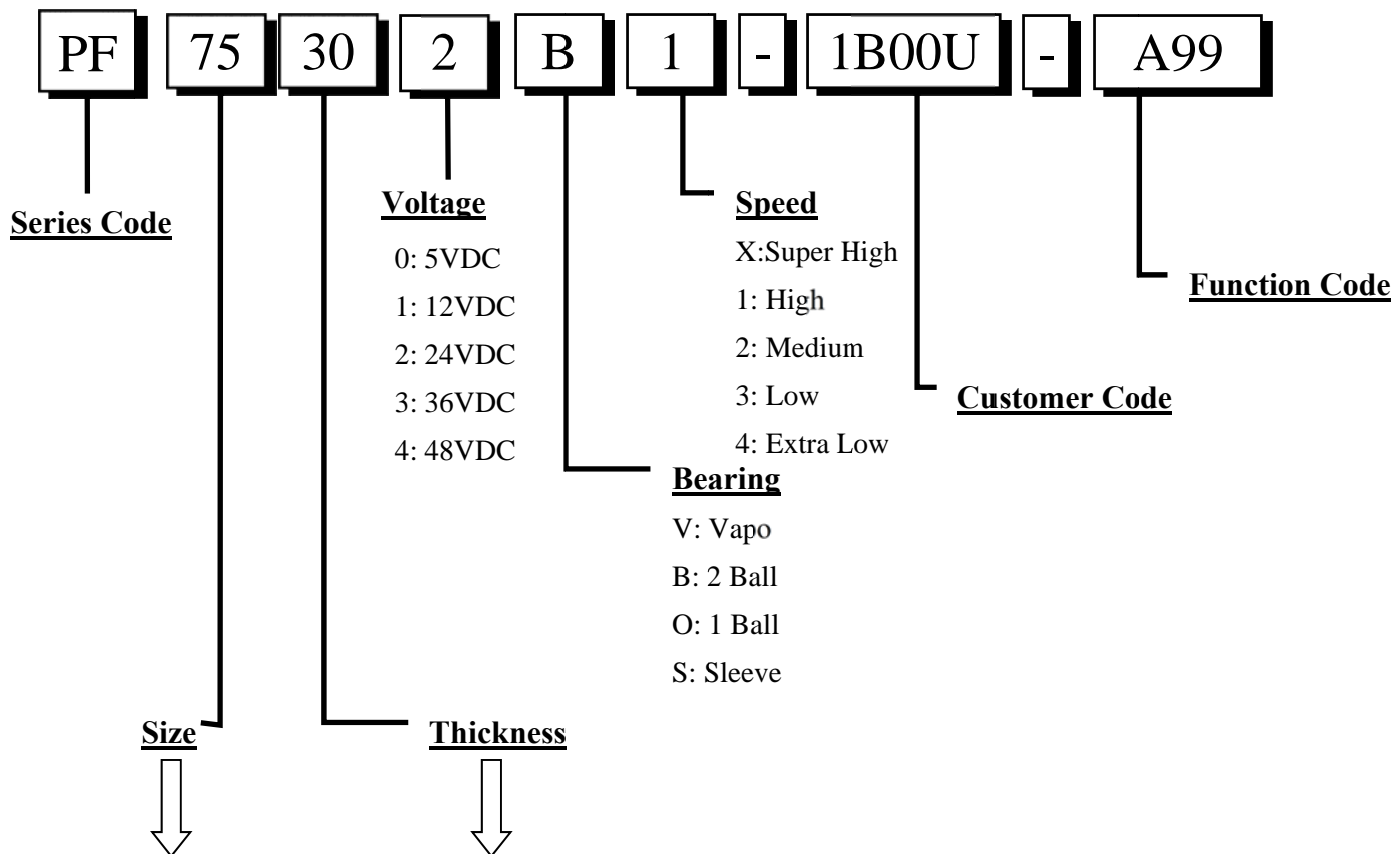 PF 75 30 2 B 1 - 1B00U - A99
Series Code
Voltage
0: 5VDC
1: 12VDC
2: 24VDC
3: 36VDC
4: 48VDC
Speed
X:Super High
1: High
2: Medium
3: Low
4: Extra Low
Function Code
Customer Code
Bearing
V: Vapo
B: 2 Ball
O: 1 Ball
S: Sleeve
Size
Thickness